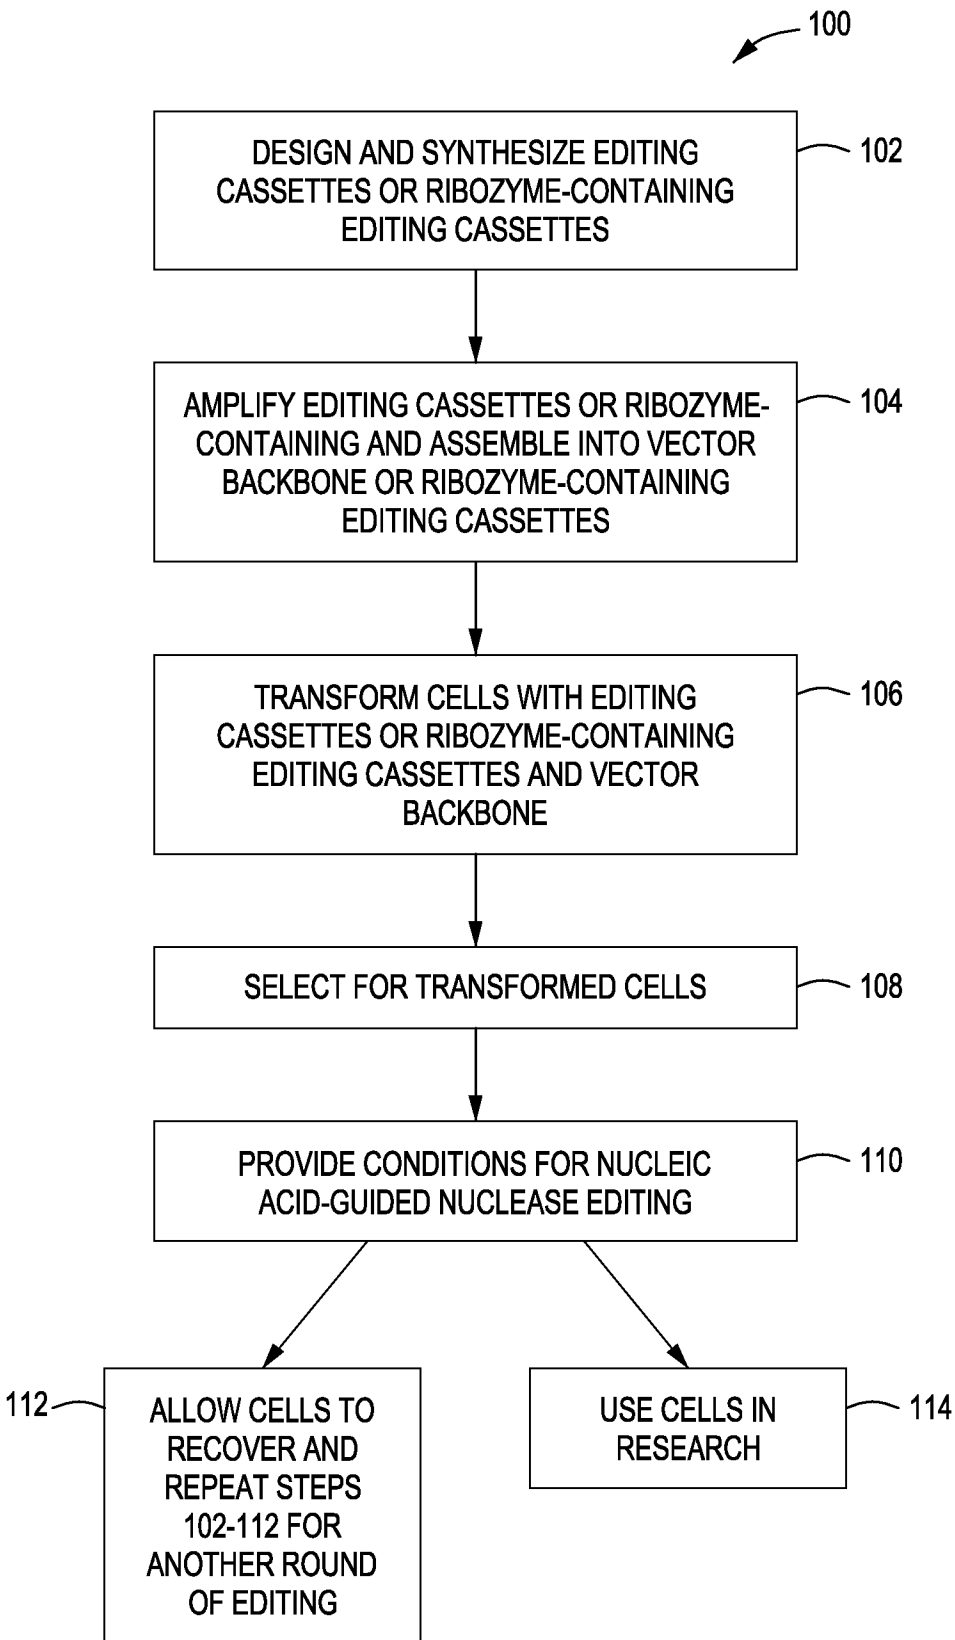 100
DESIGN AND SYNTHESIZE EDITING
CASSETTES OR RIBOZYME-CONTAINING
EDITING CASSETTES
102
AMPLIFY EDITING CASSETTES OR RIBOZYME-
CONTAINING AND ASSEMBLE INTO VECTOR
BACKBONE OR RIBOZYME-CONTAINING
EDITING CASSETTES
104
TRANSFORM CELLS WITH EDITING
CASSETTES OR RIBOZYME-CONTAINING
EDITING CASSETTES AND VECTOR
BACKBONE
106
SELECT FOR TRANSFORMED CELLS
108
PROVIDE CONDITIONS FOR NUCLEIC
ACID-GUIDED NUCLEASE EDITING
110
112
ALLOW CELLS TO
RECOVER AND
REPEAT STEPS
102-112 FOR
ANOTHER ROUND
OF EDITING
USE CELLS IN
RESEARCH
114